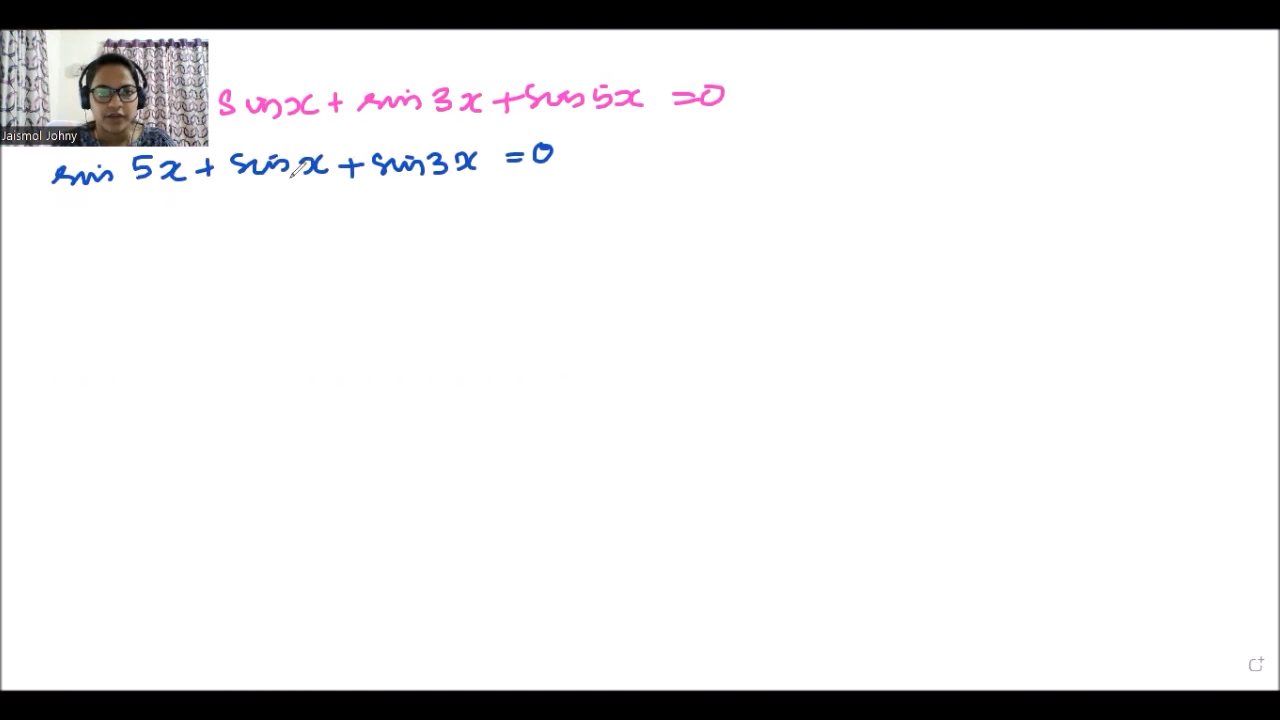 sin x + sin 3x + sin 5x = 0
Jaismol Johny
sin 5x + sin x + sin 3x = 0